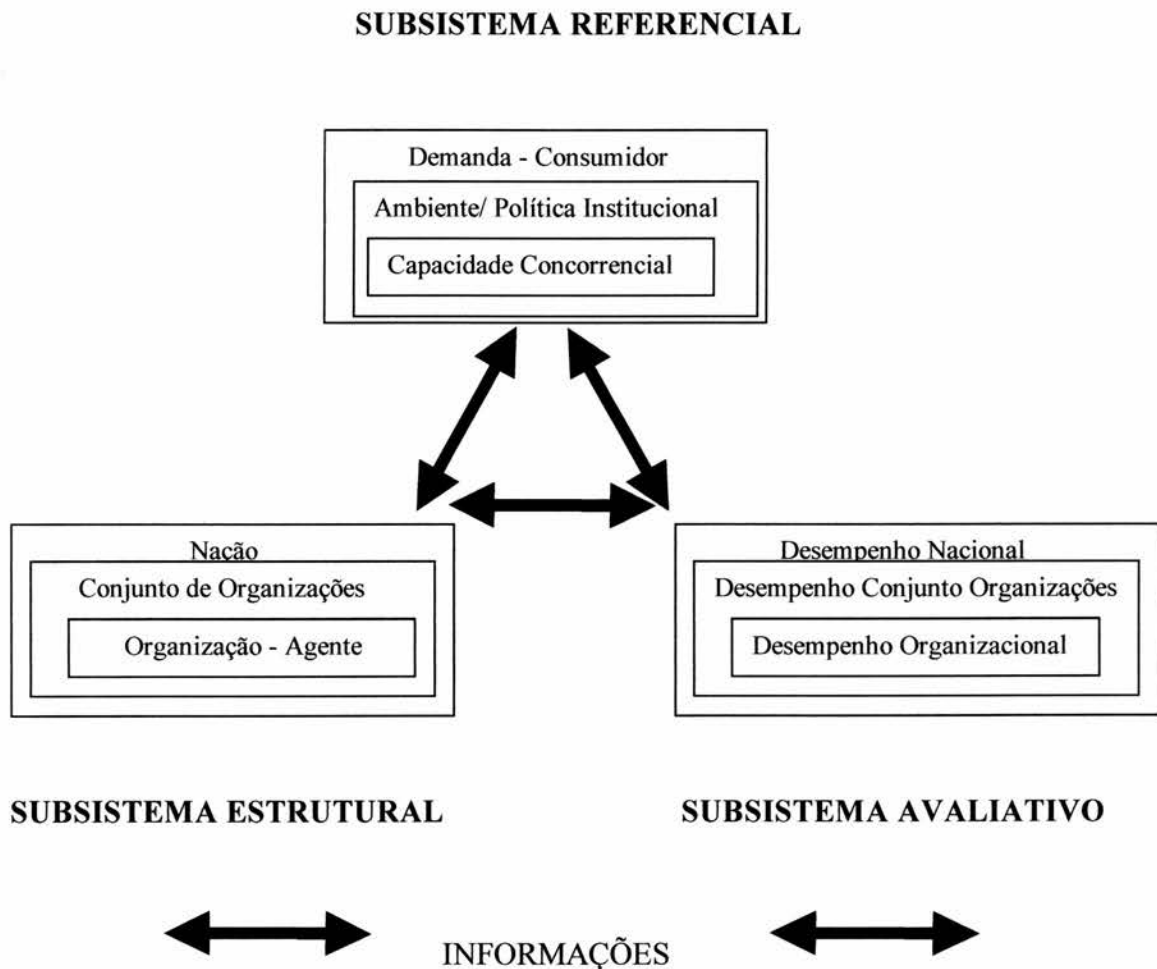 SUBSISTEMA REFERENCIAL
Demanda - Consumidor
Ambiente/ Política Institucional
Capacidade Concorrencial
Nação
Conjunto de Organizações
Organização - Agente
Desempenho Nacional
Desempenho Conjunto Organizações
Desempenho Organizacional
SUBSISTEMA ESTRUTURAL
SUBSISTEMA AVALIATIVO
INFORMAÇÕES